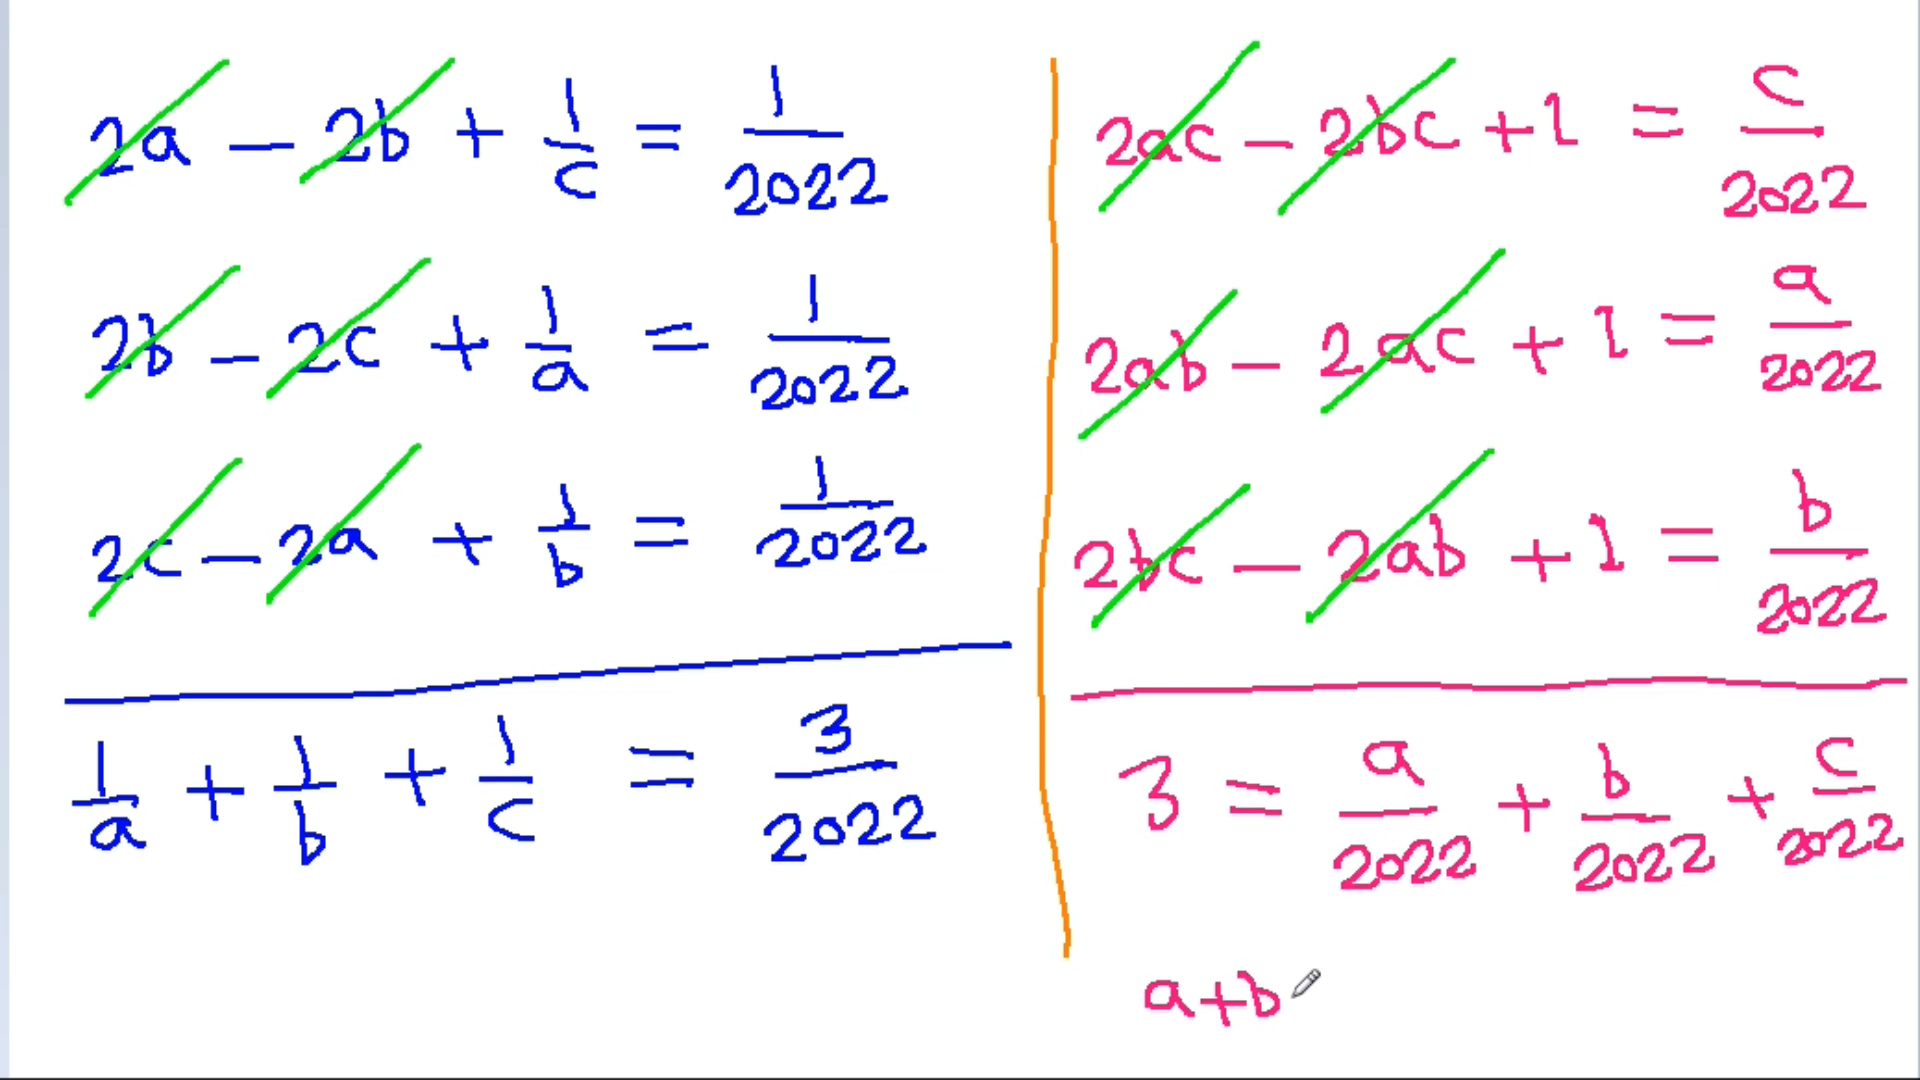 2a - 2b + 1/c = 1/2022
2b - 2c + 1/a = 1/2022
2c - 2a + 1/b = 1/2022
1/a + 1/b + 1/c = 3/2022
2ac - 2bc + 1 = c/2022
2ab - 2ac + 1 = a/2022
2bc - 2ab + 1 = b/2022
3 = a/2022 + b/2022 + c/2022
a+b